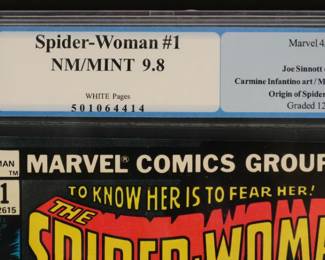 Spider-Woman #1
NM/MINT 9.8
WHITE Pages
501064414
Marvel 4
Joe Sinnott
Carmine Infantino art / M
Origin of Spider
Graded 12
MAN
MARVEL® COMICS GROUP
1
2615
TO KNOW HER IS TO FEAR HER!
THE
SPIDER-WOMA